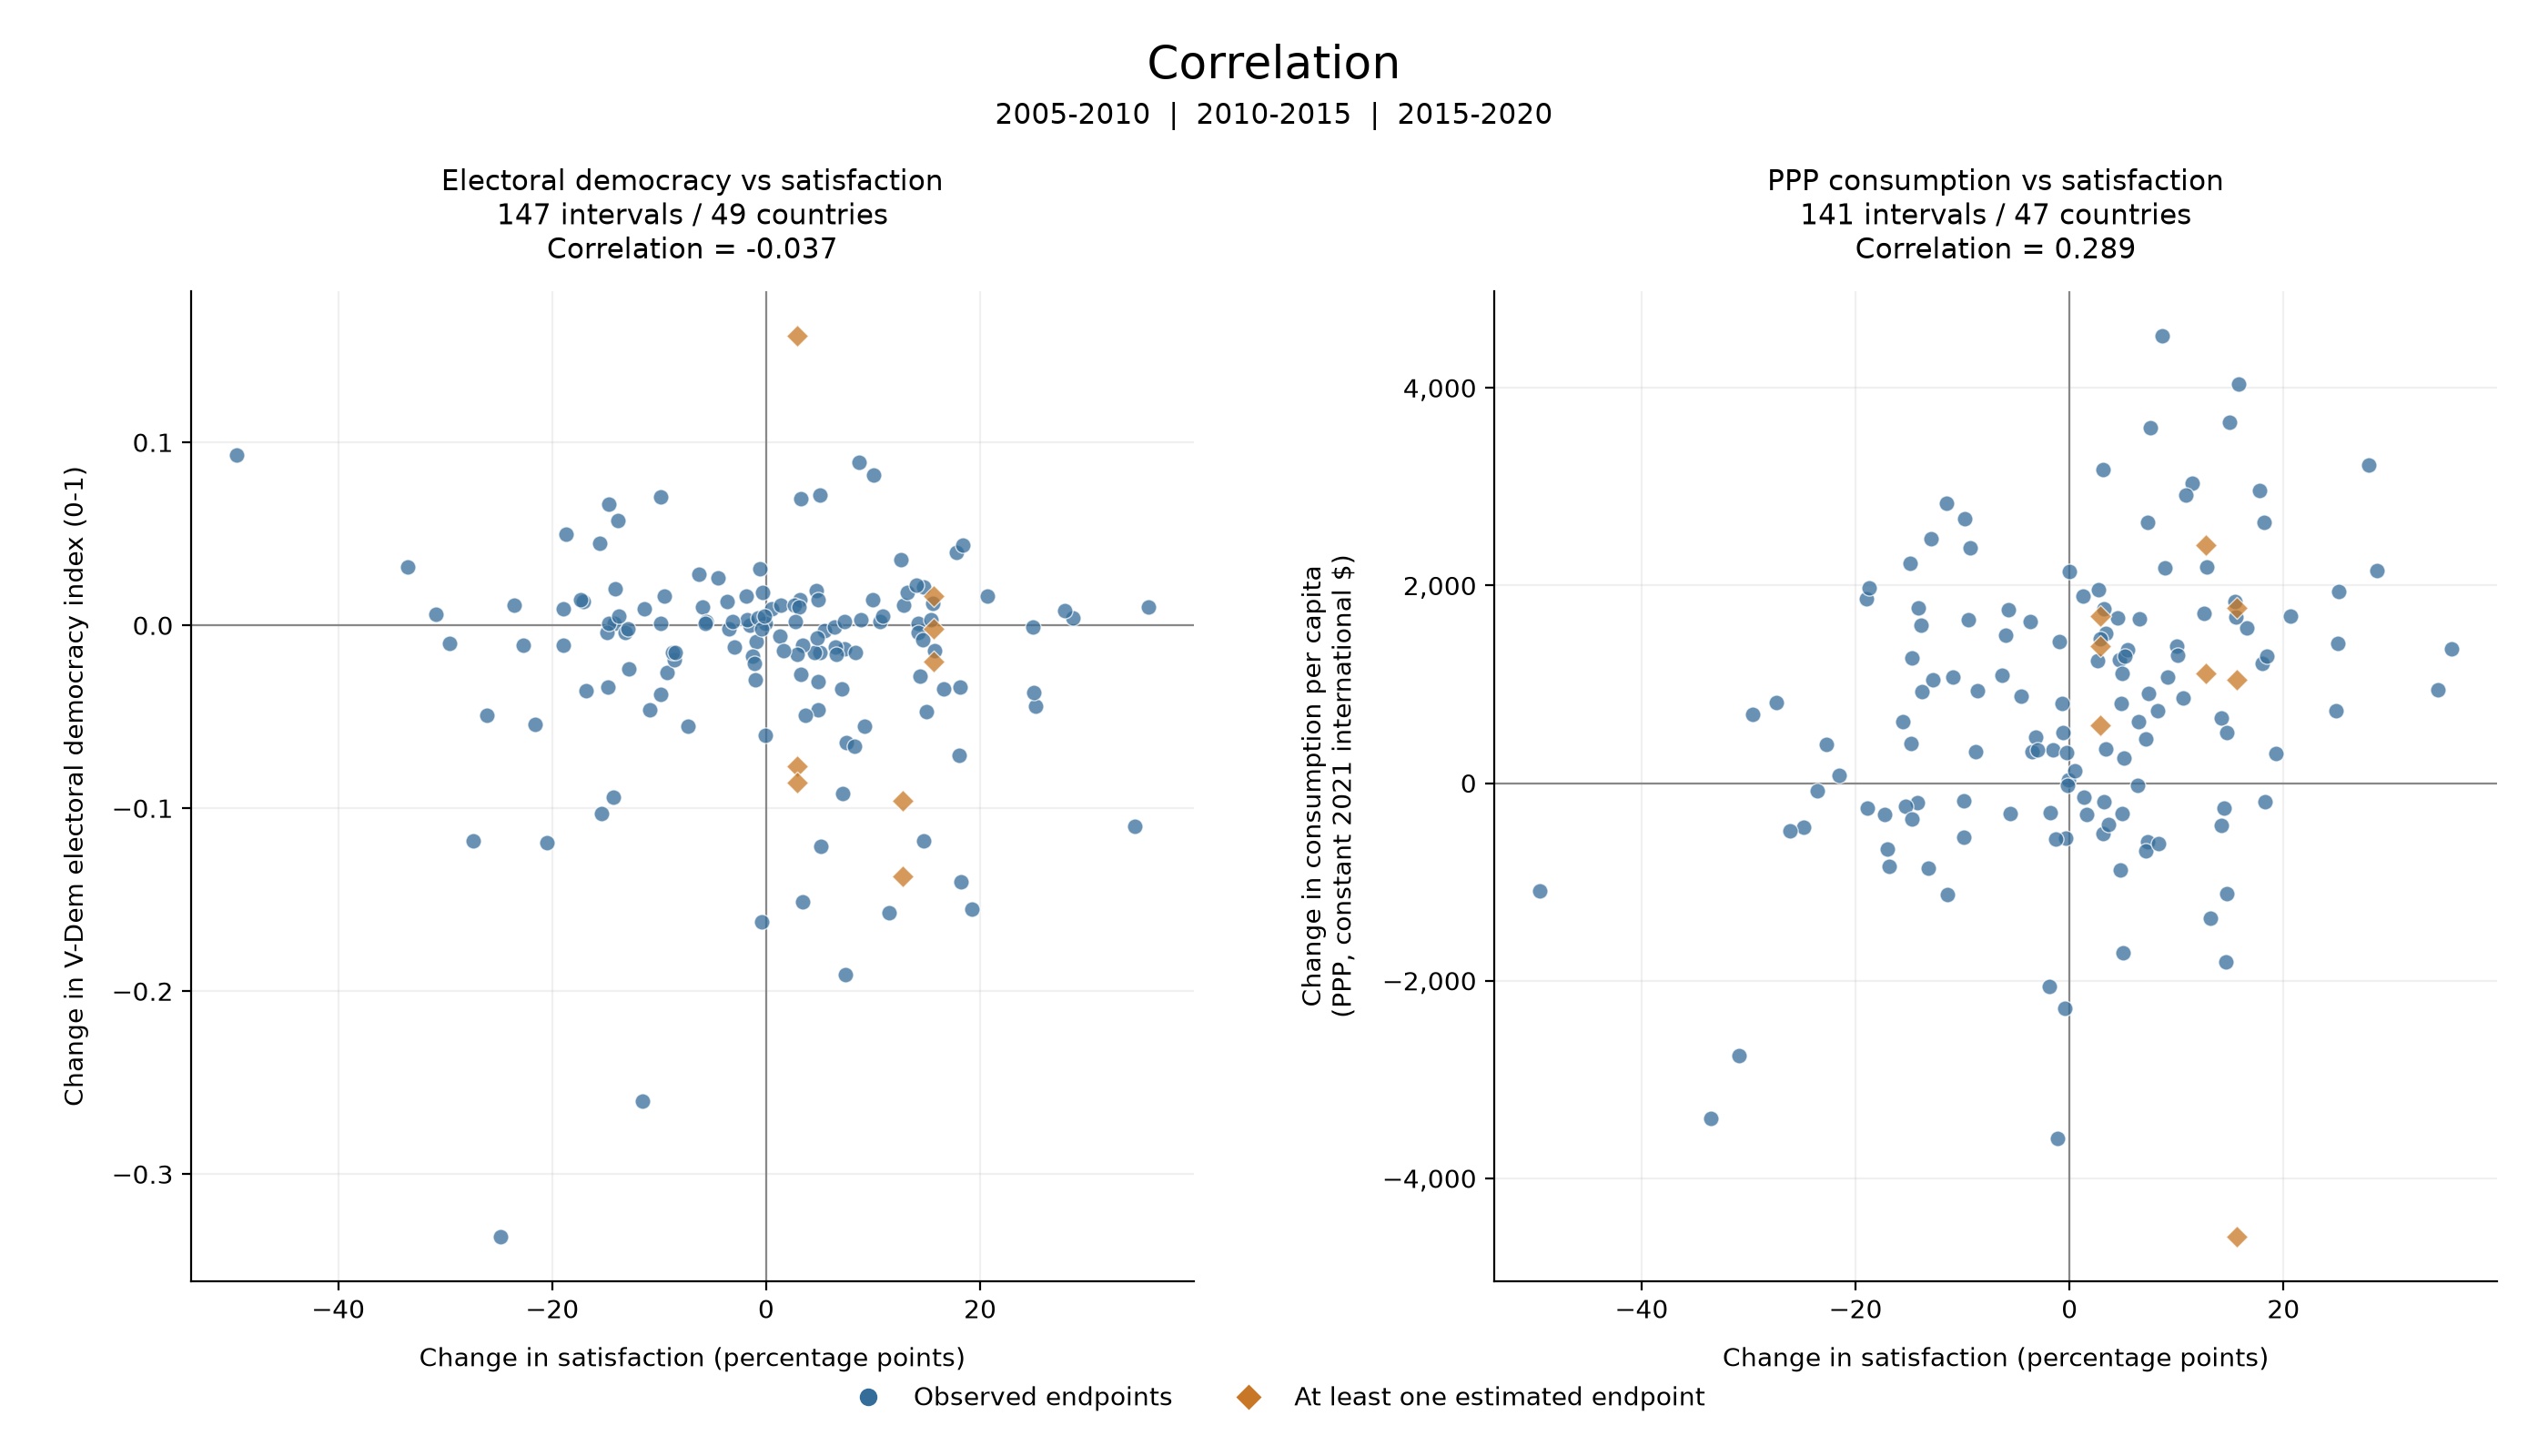 Correlation
2005-2010 | 2010-2015 | 2015-2020
Electoral democracy vs satisfaction
147 intervals / 49 countries
Correlation = -0.037
Change in V-Dem electoral democracy index (0-1)
0.1
0.0
−0.1
−0.2
−0.3
−40
−20
0
20
Change in satisfaction (percentage points)
PPP consumption vs satisfaction
141 intervals / 47 countries
Correlation = 0.289
Change in consumption per capita
(PPP, constant 2021 international $)
4,000
2,000
0
−2,000
−4,000
−40
−20
0
20
Change in satisfaction (percentage points)
Observed endpoints
At least one estimated endpoint